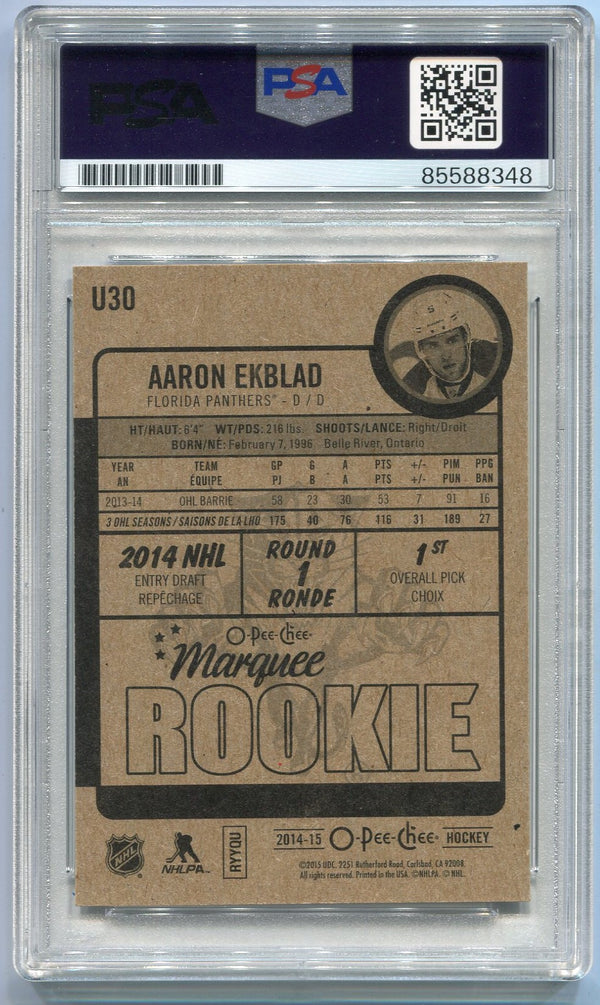 PSA PSA
85588348
U30
5
AARON EKBLAD
FLORIDA PANTHERS® - D / D
HT/HAUT: 6'4" WT/PDS: 216 lbs. SHOOTS/LANCE: Right/Droit
BORN/NÉ: February 7, 1996 Belle River, Ontario
YEAR TEAM GP G A PTS +/- PIM PPG
AN ÉQUIPE PJ B A PTS +/- PUN BAN
2013-14 OHL BARRIE 58 23 30 53 7 91 16
3 OHL SEASONS / SAISONS DE LA LHO 175 40 76 116 31 189 27
2014 NHL ROUND 1ST
ENTRY DRAFT 1 OVERALL PICK
REPÊCHAGE RONDE CHOIX
O-Pee-Chee®
Marquee
ROOKIE
NHL NHLPA™ RYYQU 2014-15 O-Pee-Chee® HOCKEY
©2015 UDC. 2251 Rutherford Road, Carlsbad, CA 92008.
All rights reserved. Printed in the USA. ©NHLPA. © NHL.